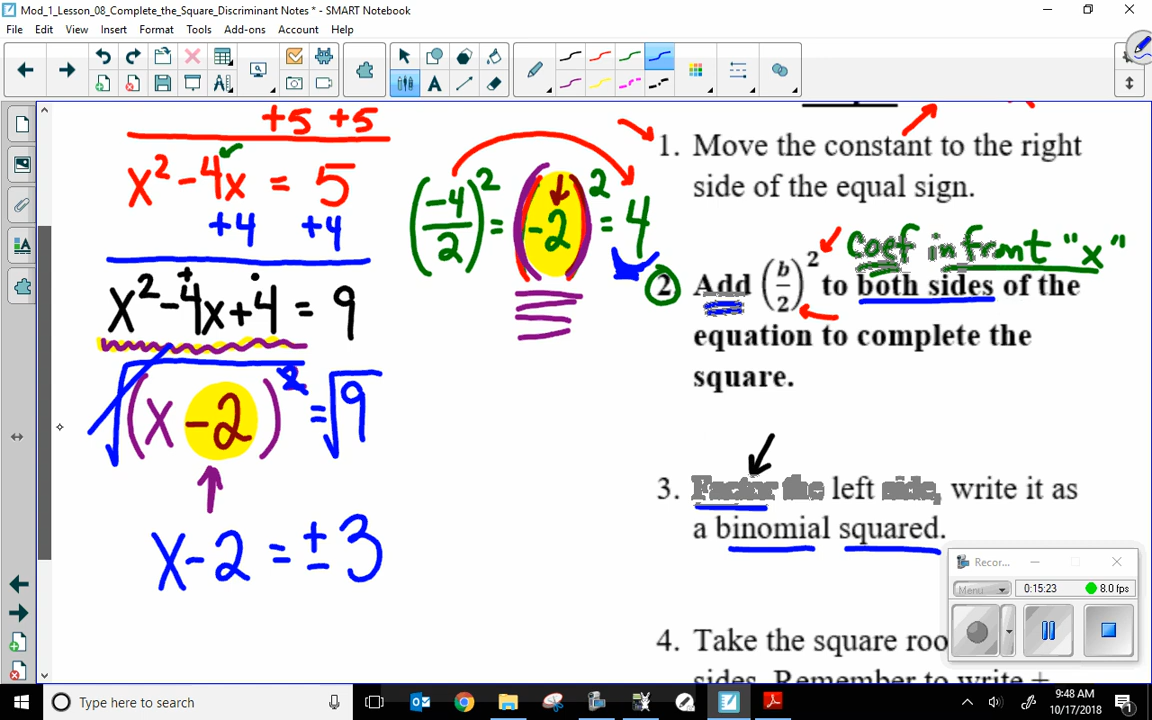 Mod_1_Lesson_08_Complete_the_Square_Discriminant Notes * - SMART Notebook
File Edit View Insert Format Tools Add-ons Account Help
+5 +5
x² - 4x = 5
+4 +4
x² - 4x + 4 = 9
√(x - 2)² = √9
x - 2 = ± 3
(-4/2)² = (-2)² = 4
1. Move the constant to the right
side of the equal sign.
Coef in front "x"
2 Add (b/2)² to both sides of the
equation to complete the
square.
3. Factor the left side, write it as
a binomial squared.
4. Take the square roo
sides. Remember to write ±
Recor...
Menu
0:15:23
8.0 fps
Type here to search
9:48 AM
10/17/2018
1